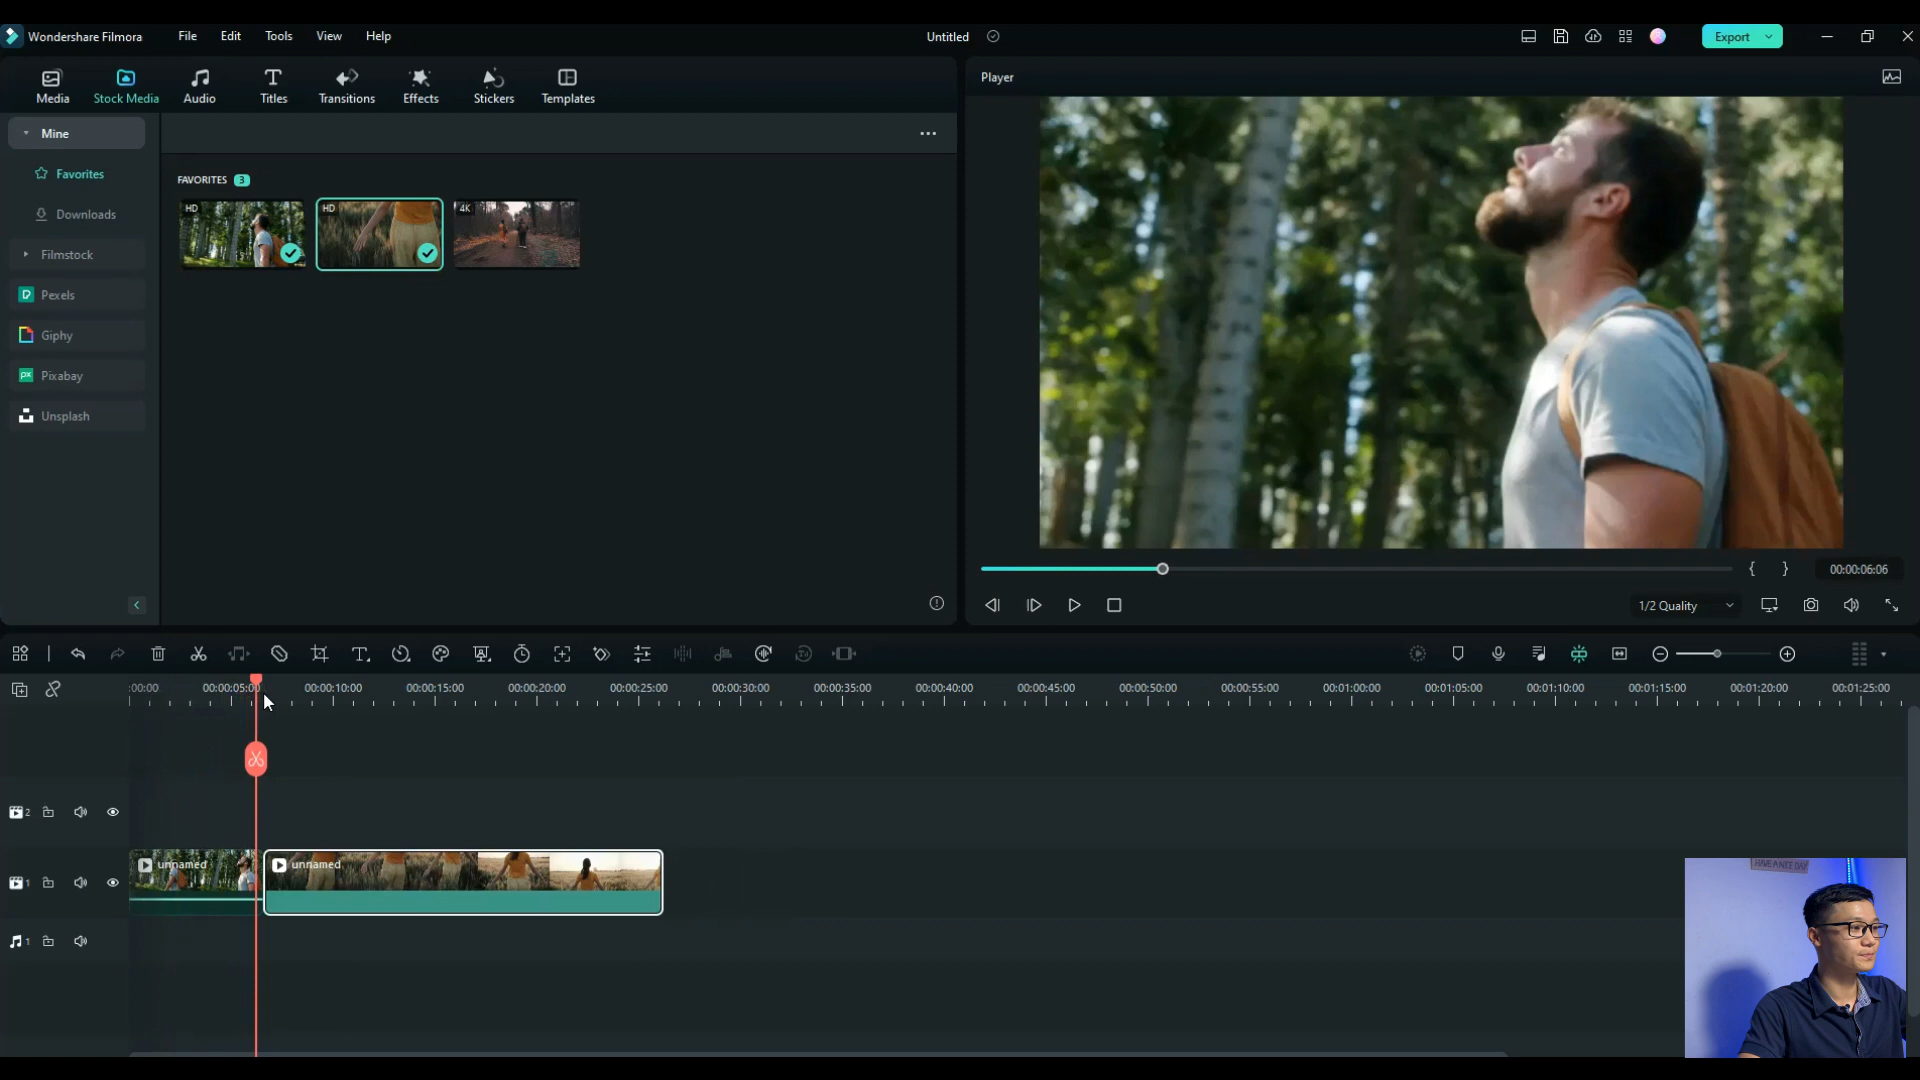 Wondershare Filmora
File
Edit
Tools
View
Help
Untitled
Export
Media
Stock Media
Audio
Titles
Transitions
Effects
Stickers
Templates
Player
Mine
Favorites
Downloads
Filmstock
Pexels
Giphy
Pixabay
Unsplash
FAVORITES 3
HD
HD
4K
00:00:06:06
1/2 Quality
:00:00
00:00:05:00
00:00:10:00
00:00:15:00
00:00:20:00
00:00:25:00
00:00:30:00
00:00:35:00
00:00:40:00
00:00:45:00
00:00:50:00
00:00:55:00
00:01:00:00
00:01:05:00
00:01:10:00
00:01:15:00
00:01:20:00
00:01:25:00
2
unnamed
unnamed
1
1
HAVE A NICE DAY